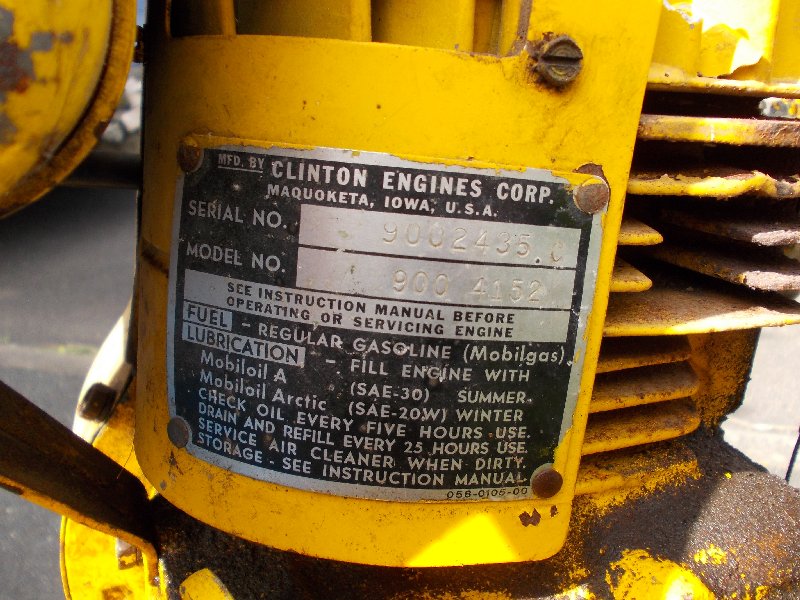 MFD. BY CLINTON ENGINES CORP.
MAQUOKETA, IOWA, U.S.A.
SERIAL NO. 9002435.C
MODEL NO. 900 4152
SEE INSTRUCTION MANUAL BEFORE
OPERATING OR SERVICING ENGINE
FUEL - REGULAR GASOLINE (Mobilgas)
LUBRICATION - FILL ENGINE WITH
Mobiloil A (SAE-30) SUMMER.
Mobiloil Arctic (SAE-20W) WINTER
CHECK OIL EVERY FIVE HOURS USE.
DRAIN AND REFILL EVERY 25 HOURS USE.
SERVICE AIR CLEANER WHEN DIRTY.
STORAGE - SEE INSTRUCTION MANUAL
056-0105-00